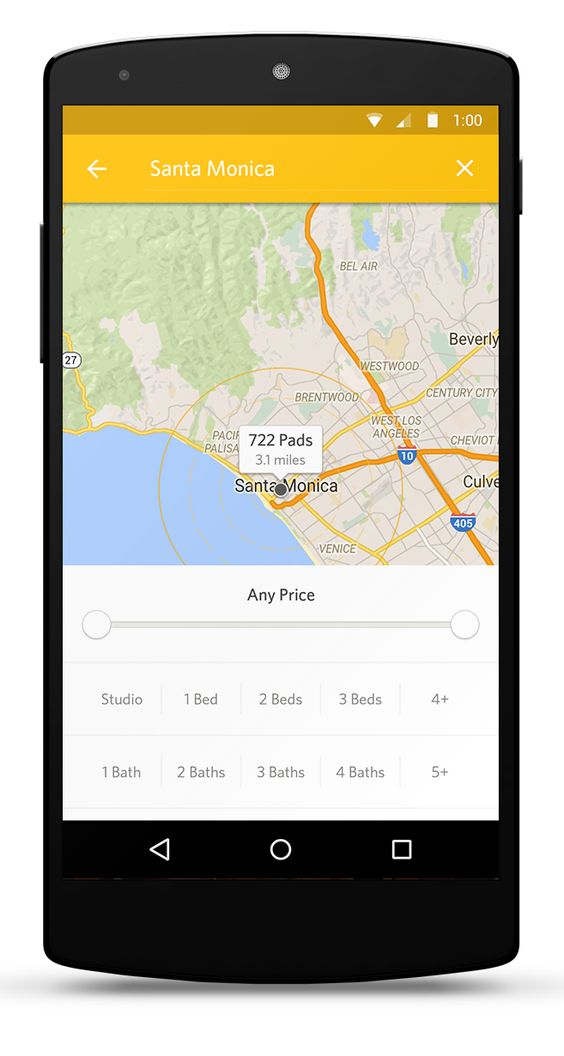 1:00
Santa Monica
BEL AIR
Beverly
27
WESTWOOD
BRENTWOOD
CENTURY CITY
WEST LOS
ANGELES
PACIF
PALISA
CHEVIOT
722 Pads
3.1 miles
10
Santa Monica
Culve
405
VENICE
Any Price
Studio 1 Bed 2 Beds 3 Beds 4+
1 Bath 2 Baths 3 Baths 4 Baths 5+